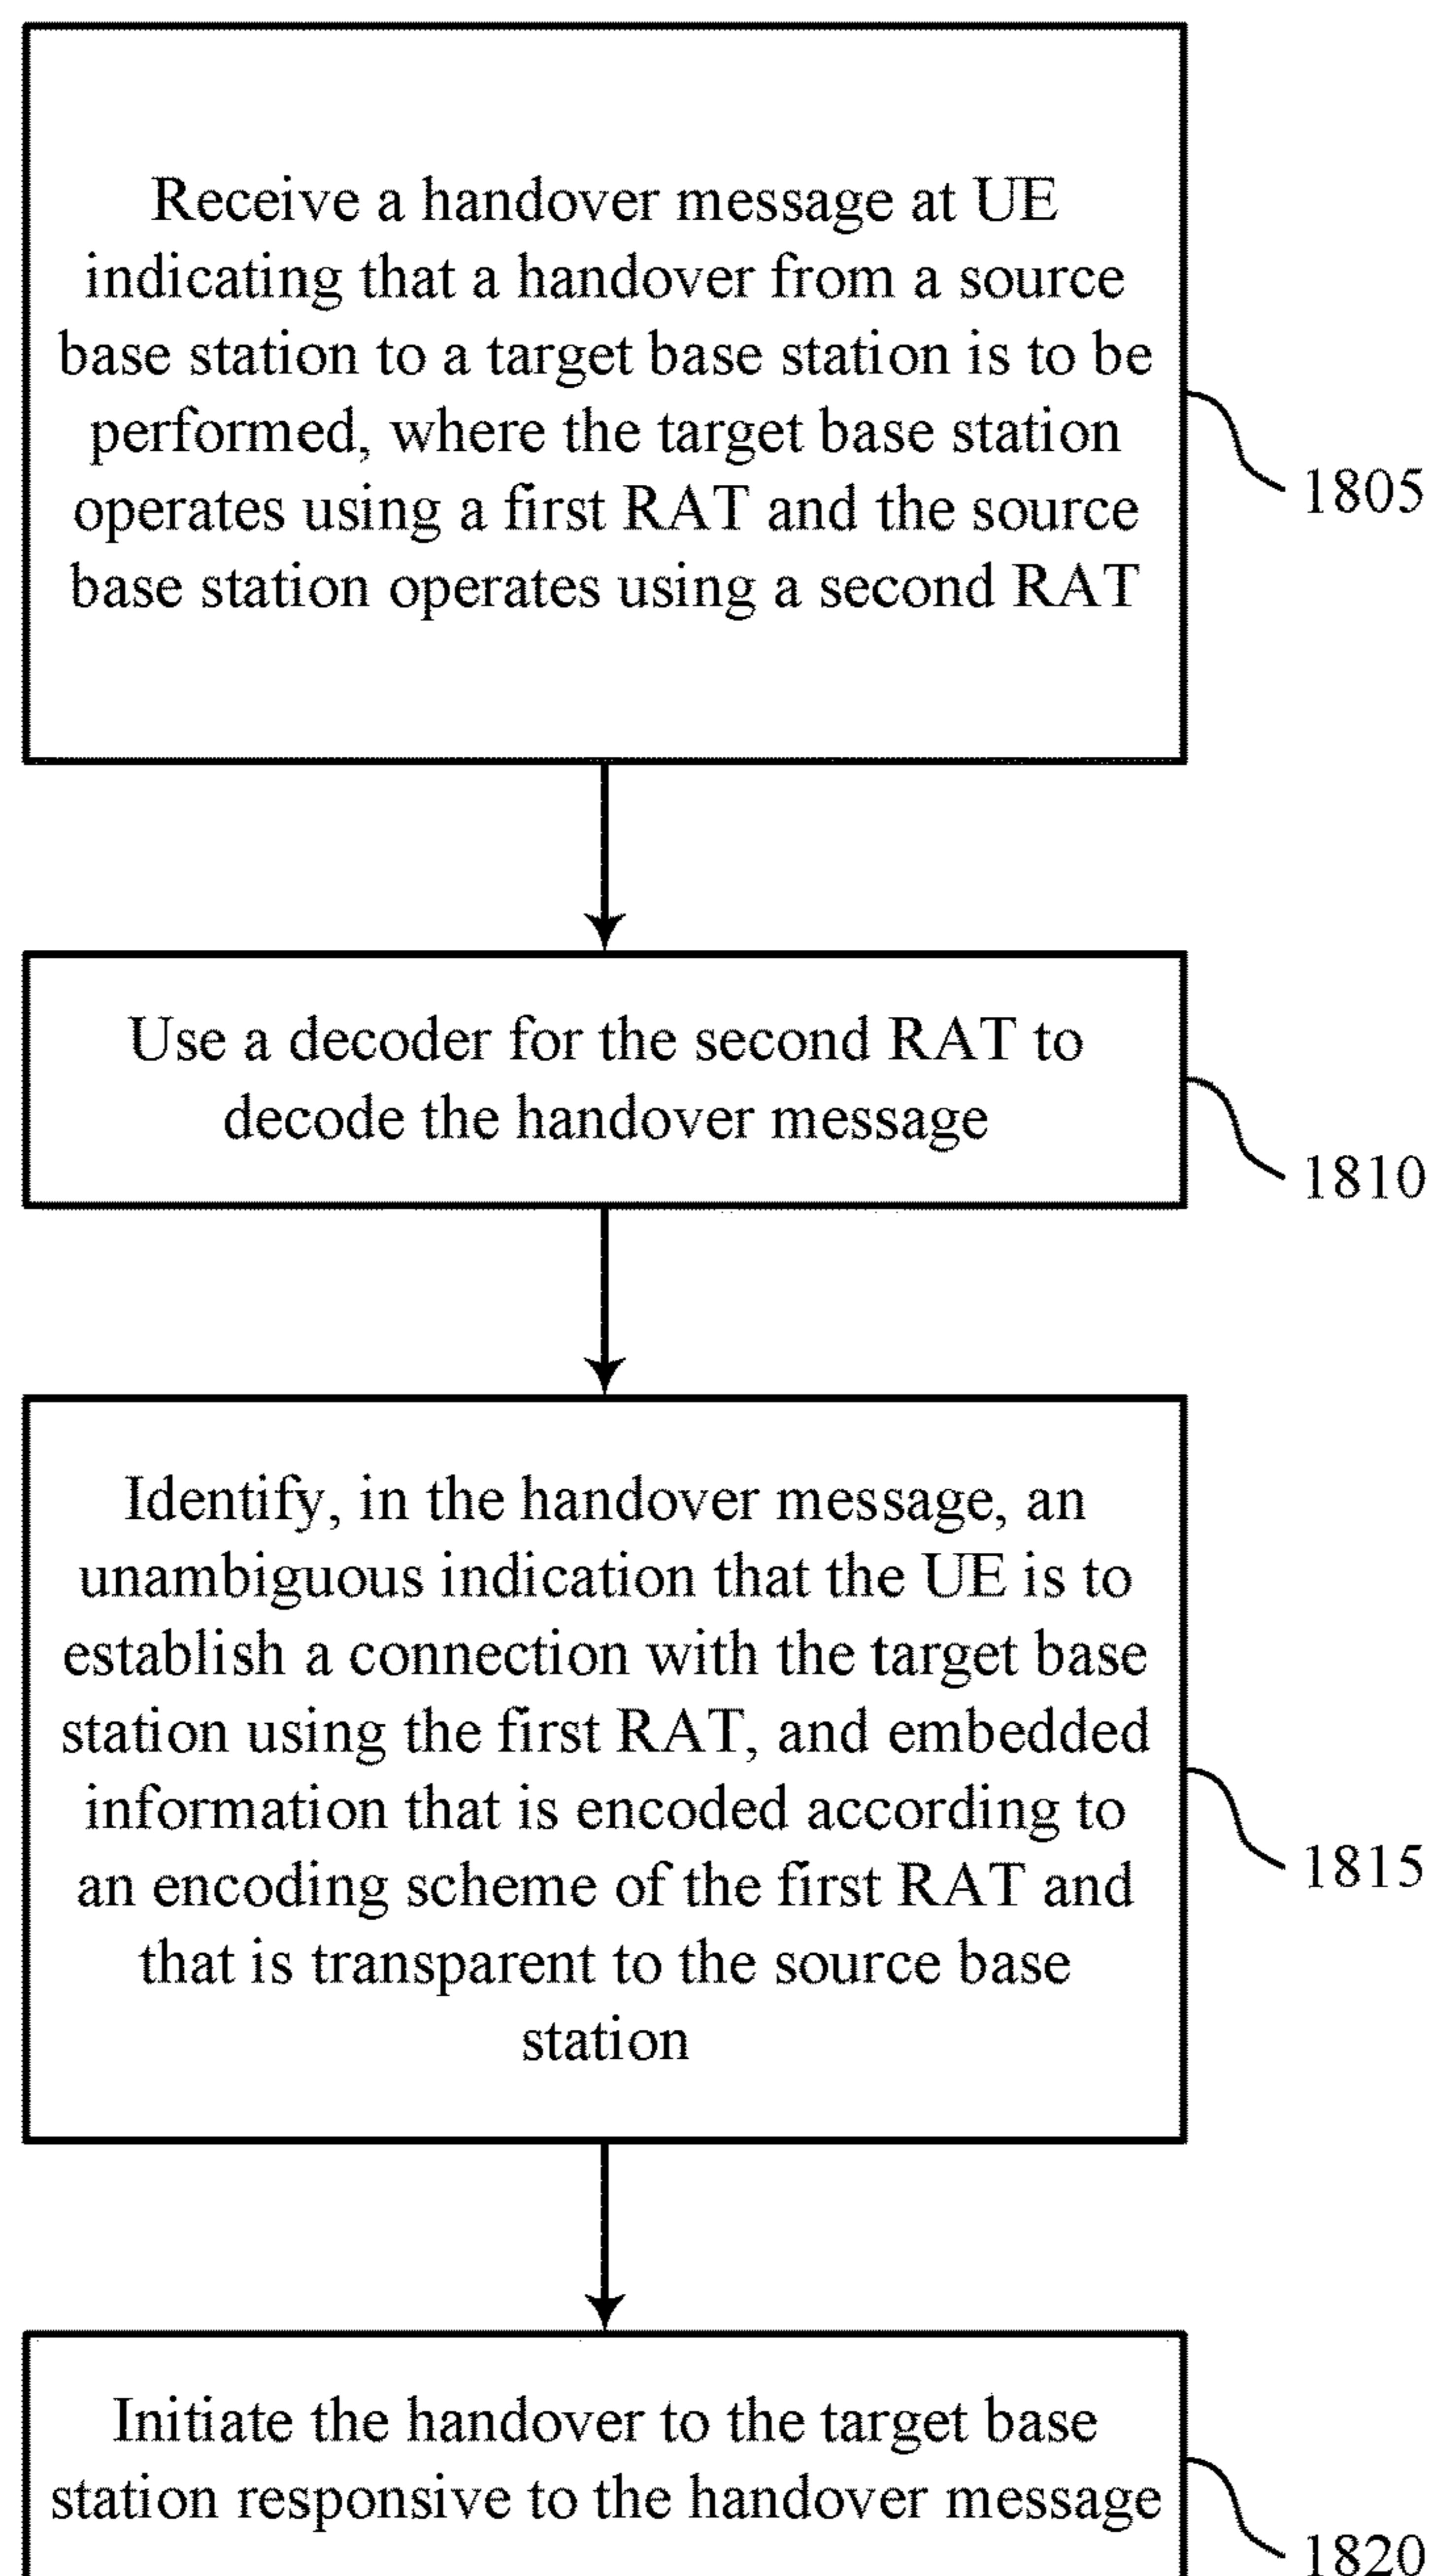 Receive a handover message at UE
indicating that a handover from a source
base station to a target base station is to be
performed, where the target base station
operates using a first RAT and the source
base station operates using a second RAT
1805
Use a decoder for the second RAT to
decode the handover message
1810
Identify, in the handover message, an
unambiguous indication that the UE is to
establish a connection with the target base
station using the first RAT, and embedded
information that is encoded according to
an encoding scheme of the first RAT and
that is transparent to the source base
station
1815
Initiate the handover to the target base
station responsive to the handover message
1820